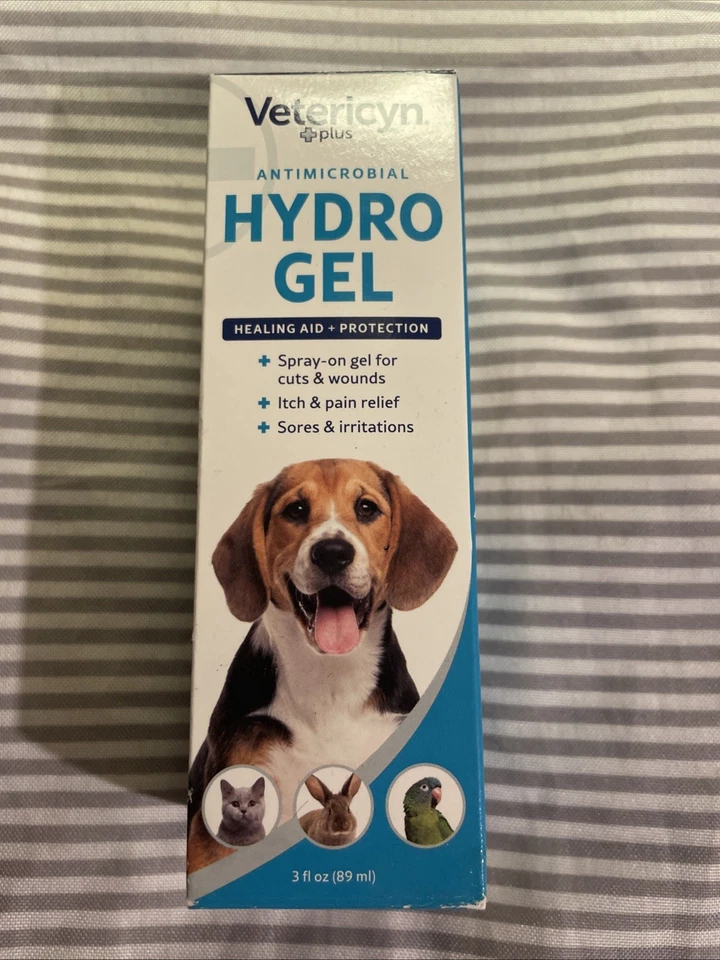 Vetericyn
plus
ANTIMICROBIAL
HYDRO
GEL
HEALING AID + PROTECTION
Spray-on gel for
cuts & wounds
Itch & pain relief
Sores & irritations
3 fl oz (89 ml)